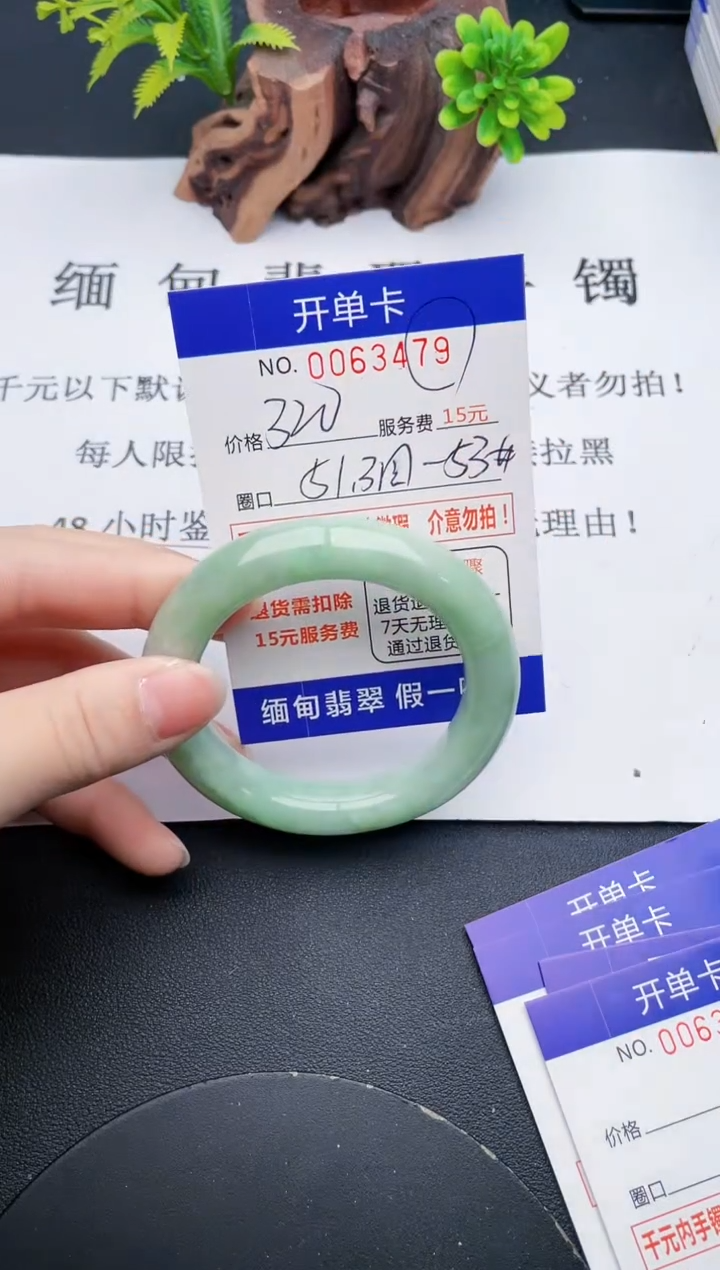 缅甸翡翠手镯
开单卡
NO. 0063479
千元以下默认 义者勿拍！
价格 320 服务费 15元
每人限 拉黑
圈口 51.3圈-53#
48小时鉴 理由！
微瑕 介意勿拍！
退货需扣除
15元服务费
退货
7天无理
通过退货
缅甸翡翠 假一
开单卡
开单卡
开单卡
NO. 0063
价格
圈口
千元内手镯